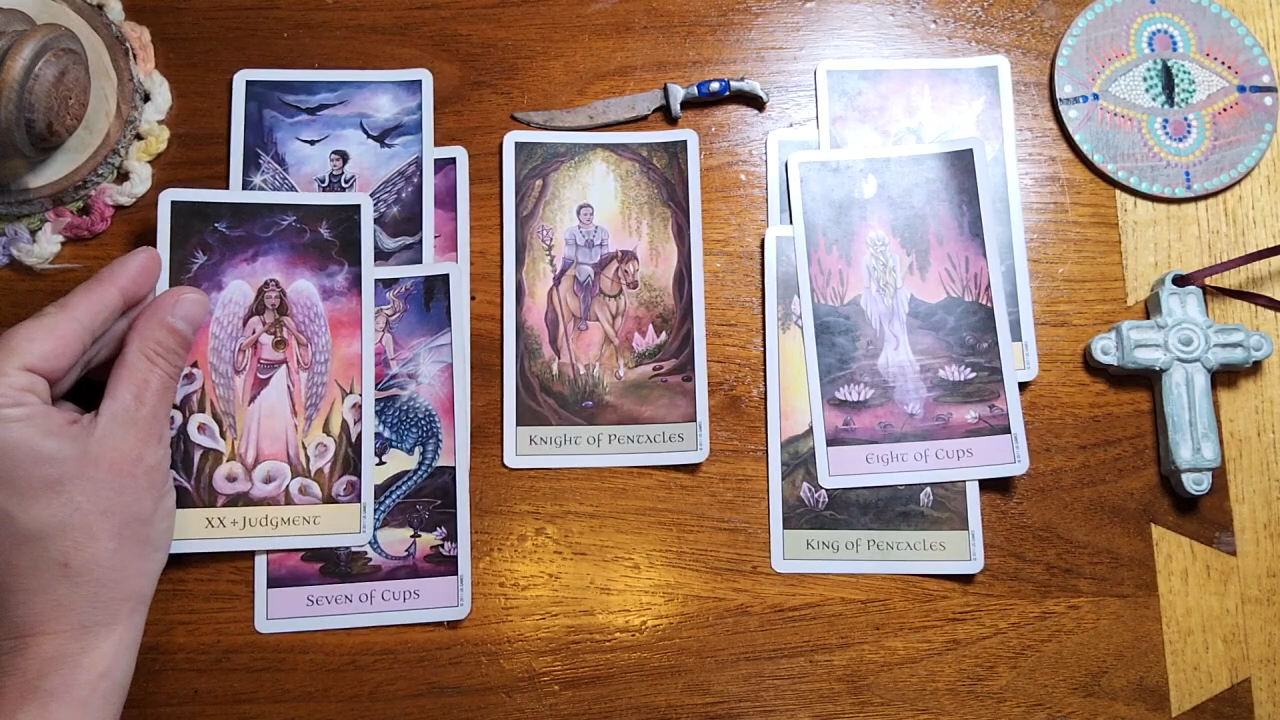 XX + Judgment
Seven of Cups
Knight of Pentacles
Eight of Cups
King of Pentacles